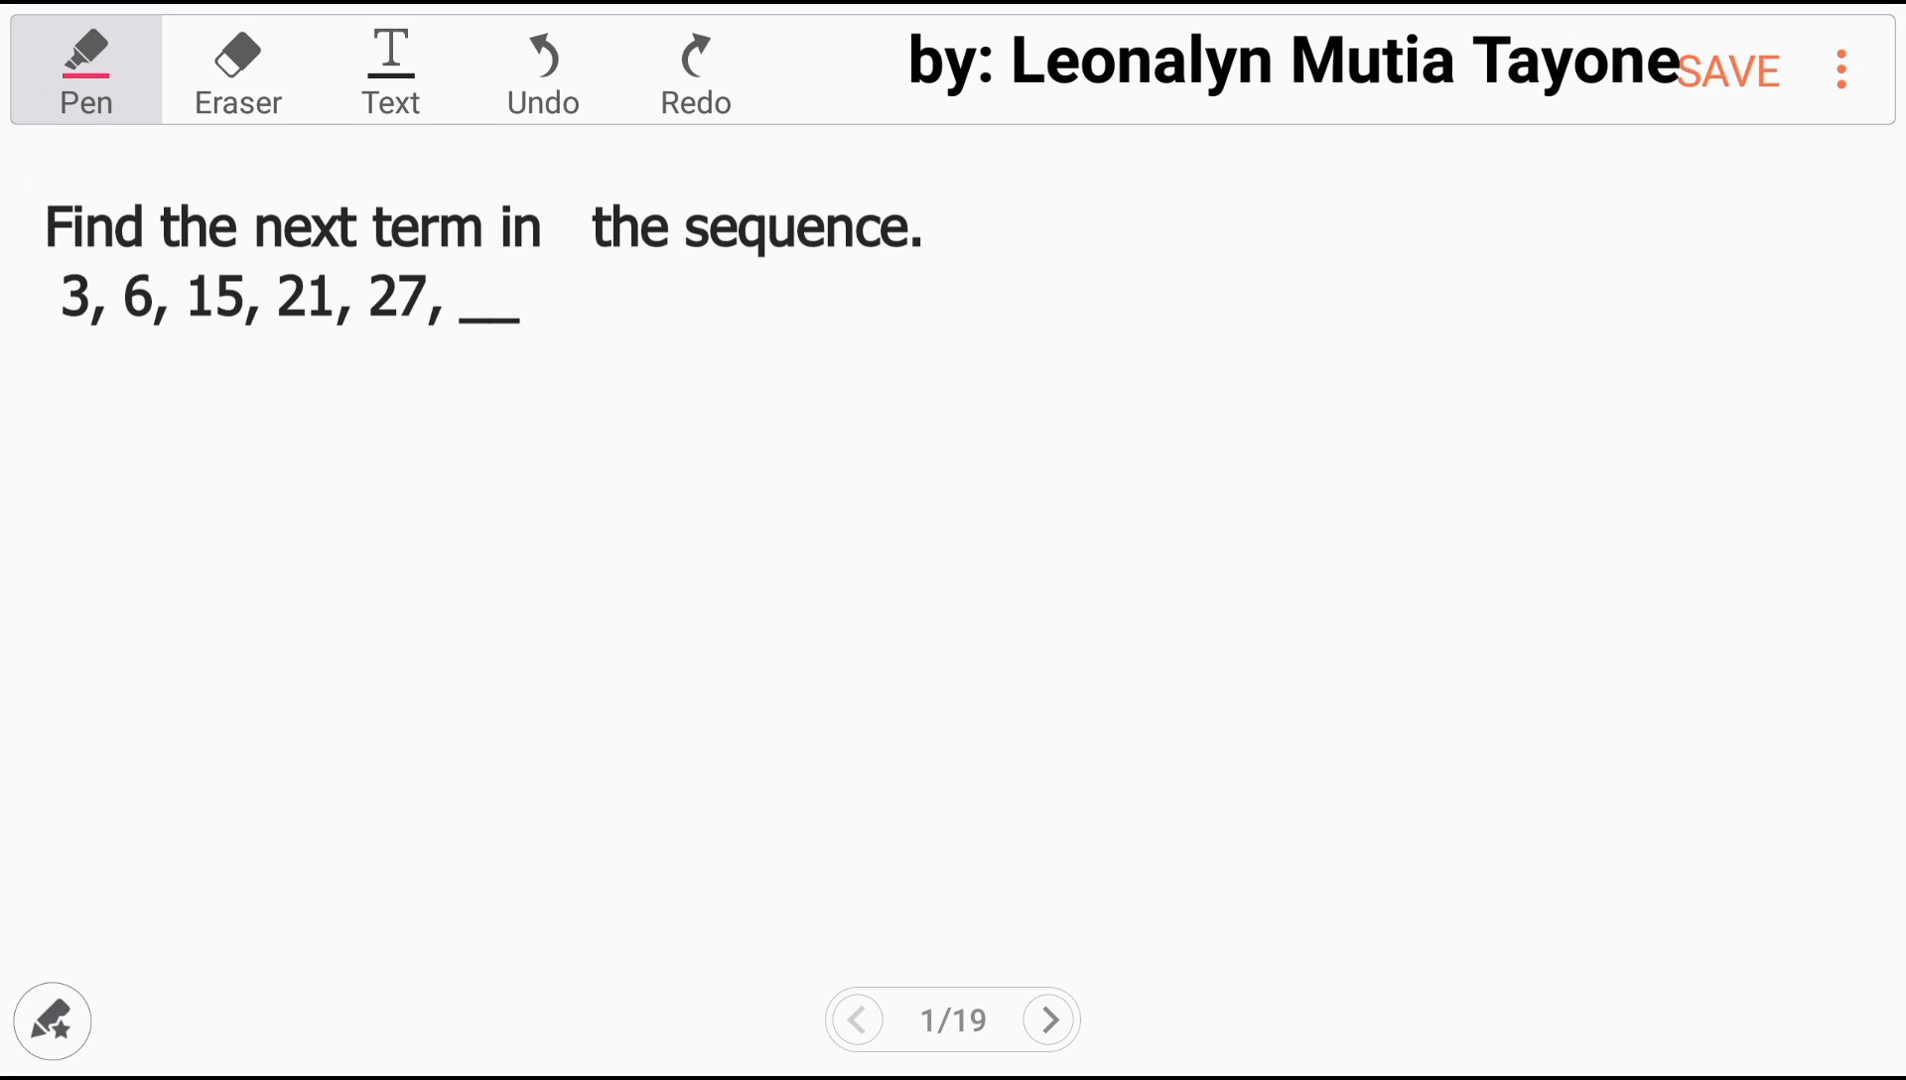 Pen
Eraser
Text
Undo
Redo
by: Leonalyn Mutia Tayone
SAVE
Find the next term in the sequence.
3, 6, 15, 21, 27, __
1/19